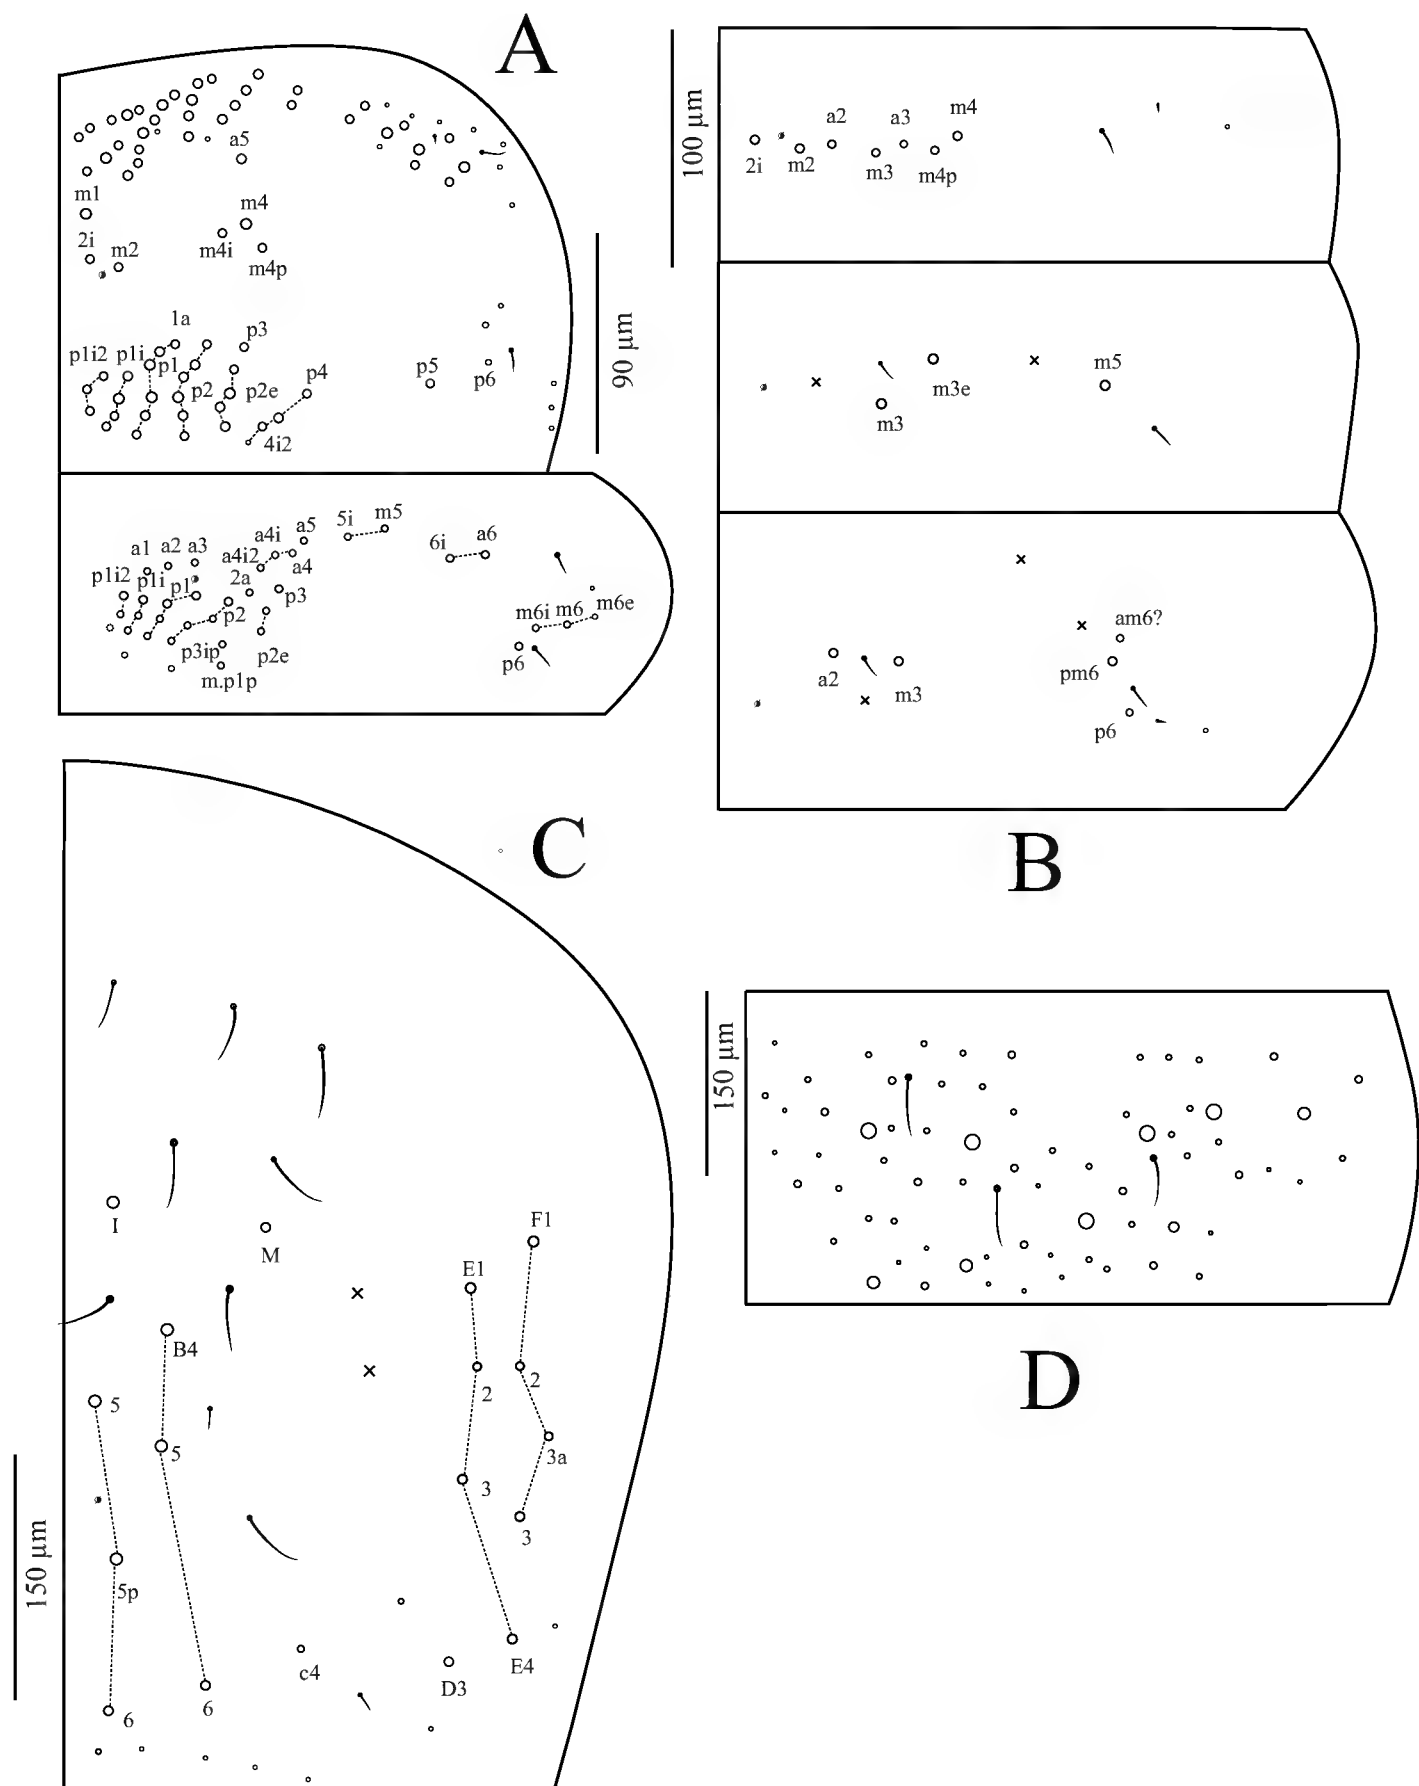 A
a5
m1
m4
2i
m2
m4i
m4p
1a
p3
p1i2
p1i
p1
p2
p2e
p4
p5
p6
4i2
90 µm
a1
a2
a3
a4i2
a4i
a5
5i
m5
6i
a6
p1i2
p1i
p1
2a
a4
p3
p2
p3ip
p2e
m.p1p
m6i
m6
m6e
p6
100 µm
a2
a3
m4
2i
m2
m3
m4p
m3e
m5
m3
am6?
a2
m3
pm6
p6
B
C
I
M
F1
E1
B4
5
2
2
5
3
3a
3
5p
c4
D3
E4
6
6
150 µm
150 µm
D